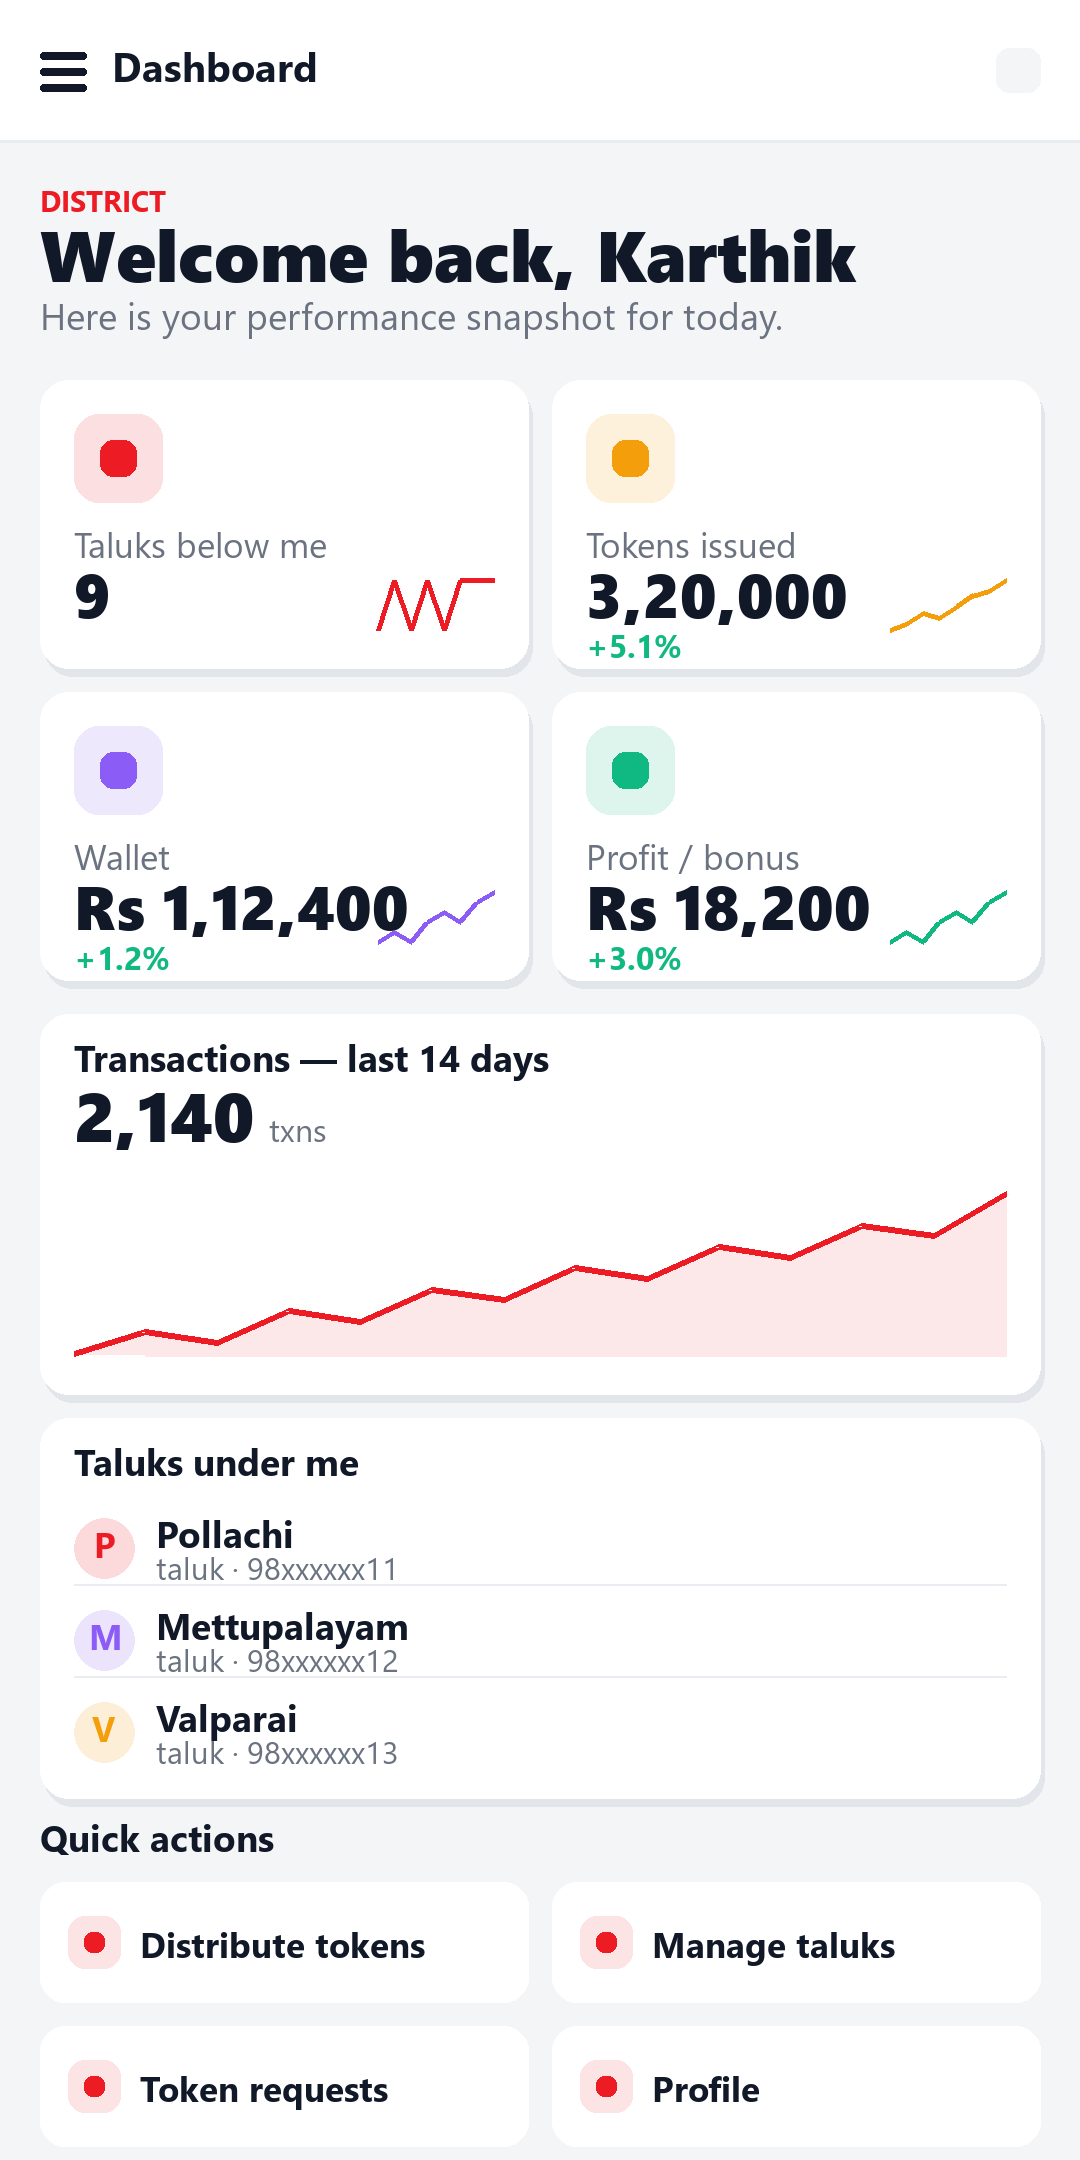 Dashboard
DISTRICT
Welcome back, Karthik
Here is your performance snapshot for today.
Taluks below me
9
Tokens issued
3,20,000
+5.1%
Wallet
Rs 1,12,400
+1.2%
Profit / bonus
Rs 18,200
+3.0%
Transactions — last 14 days
2,140 txns
Taluks under me
P
Pollachi
taluk · 98xxxxxx11
M
Mettupalayam
taluk · 98xxxxxx12
V
Valparai
taluk · 98xxxxxx13
Quick actions
Distribute tokens
Manage taluks
Token requests
Profile